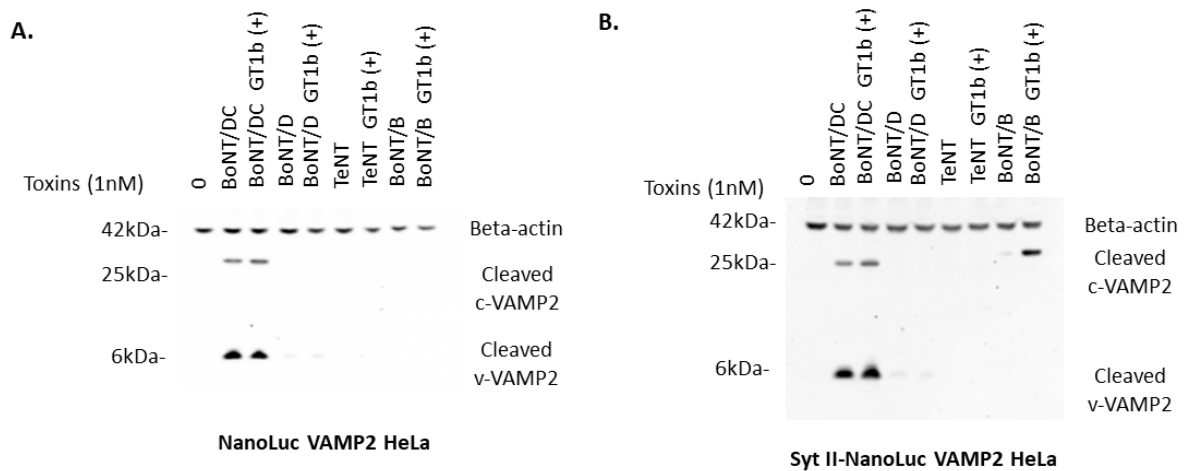 A.
Toxins (1nM)
0
BoNT/DC
BoNT/DC GT1b (+)
BoNT/D
BoNT/D GT1b (+)
TeNT
TeNT GT1b (+)
BoNT/B
BoNT/B GT1b (+)
42kDa-
Beta-actin
25kDa-
Cleaved
c-VAMP2
6kDa-
Cleaved
v-VAMP2
NanoLuc VAMP2 HeLa
B.
Toxins (1nM)
0
BoNT/DC
BoNT/DC GT1b (+)
BoNT/D
BoNT/D GT1b (+)
TeNT
TeNT GT1b (+)
BoNT/B
BoNT/B GT1b (+)
42kDa-
Beta-actin
25kDa-
Cleaved
c-VAMP2
6kDa-
Cleaved
v-VAMP2
Syt II-NanoLuc VAMP2 HeLa